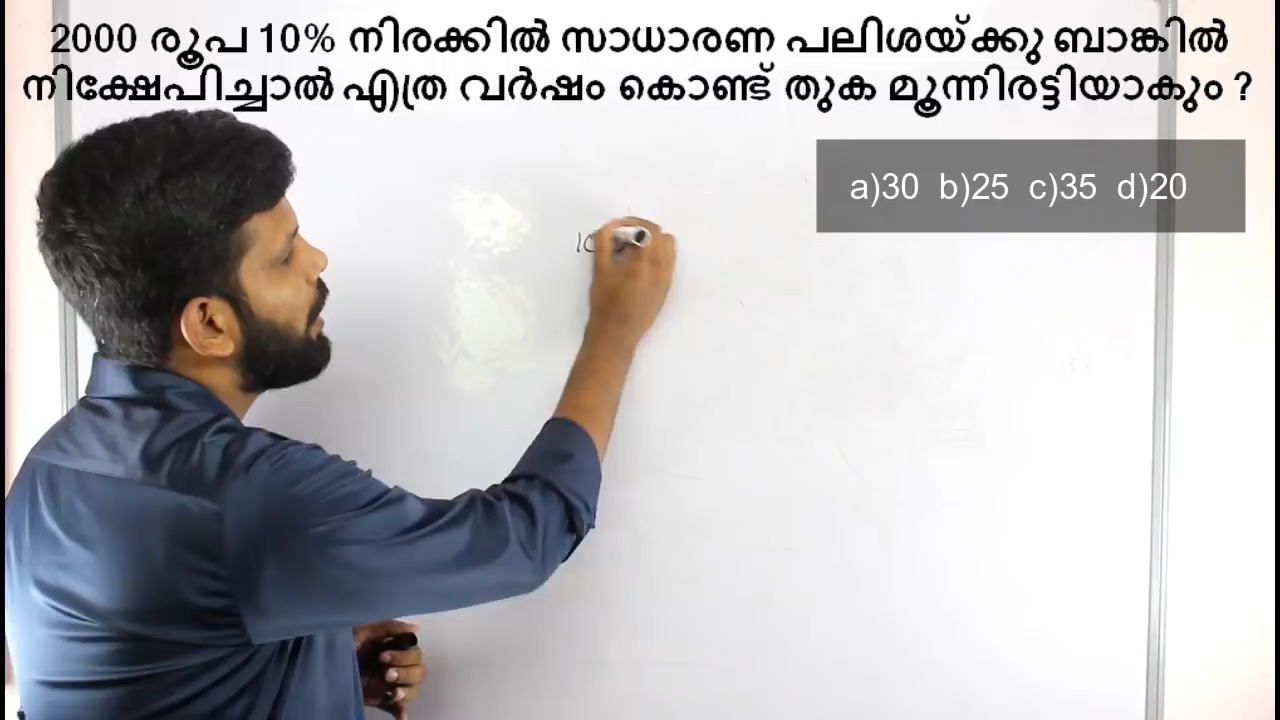 2000 രൂപ 10% നിരക്കിൽ സാധാരണ പലിശയ്ക്കു ബാങ്കിൽ
നിക്ഷേപിച്ചാൽ എത്ര വർഷം കൊണ്ട് തുക മൂന്നിരട്ടിയാകും ?
a)30 b)25 c)35 d)20